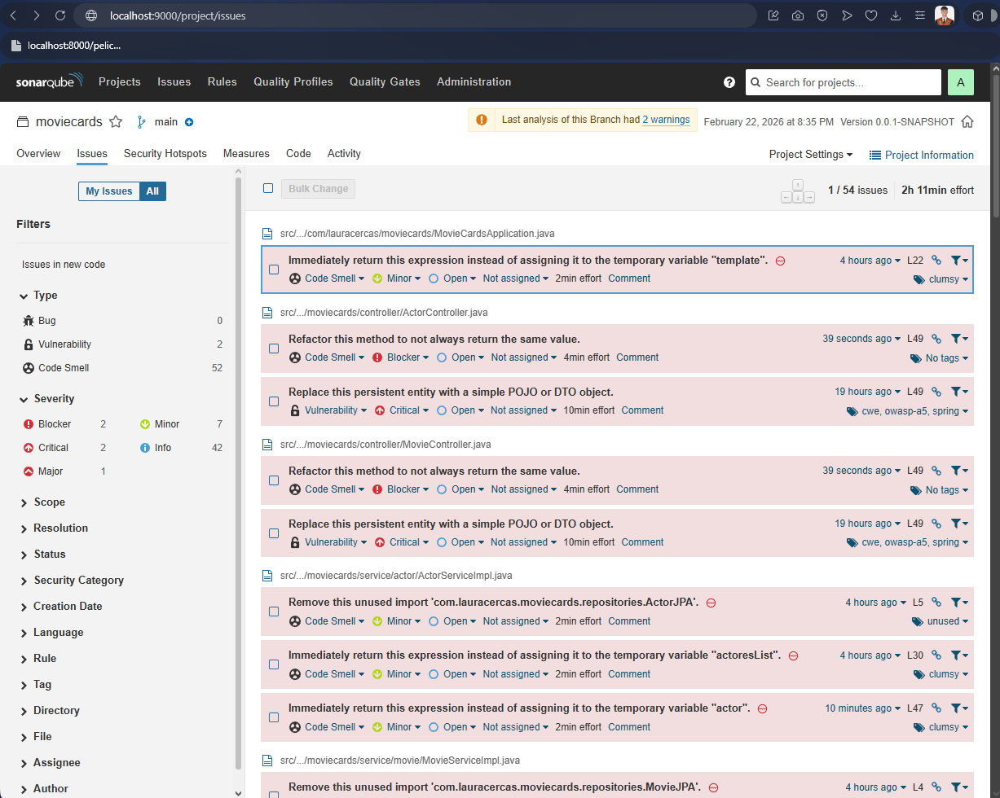 localhost:9000/project/issues
localhost:8000/pelic...
sonarqube Projects Issues Rules Quality Profiles Quality Gates Administration ? Search for projects... A
moviecards main Last analysis of this Branch had 2 warnings February 22, 2026 at 8:35 PM Version 0.0.1-SNAPSHOT
Overview Issues Security Hotspots Measures Code Activity Project Settings Project Information
My Issues All
Bulk Change 1 / 54 issues 2h 11min effort
Filters
Issues in new code
Type
Bug 0
Vulnerability 2
Code Smell 52
Severity
Blocker 2 Minor 7
Critical 2 Info 42
Major 1
Scope
Resolution
Status
Security Category
Creation Date
Language
Rule
Tag
Directory
File
Assignee
Author
src/.../com/lauracercas/moviecards/MovieCardsApplication.java
Immediately return this expression instead of assigning it to the temporary variable "template". 4 hours ago L22
Code Smell Minor Open Not assigned 2min effort Comment clumsy
src/.../moviecards/controller/ActorController.java
Refactor this method to not always return the same value. 39 seconds ago L49
Code Smell Blocker Open Not assigned 4min effort Comment No tags
Replace this persistent entity with a simple POJO or DTO object. 19 hours ago L49
Vulnerability Critical Open Not assigned 10min effort Comment cwe, owasp-a5, spring
src/.../moviecards/controller/MovieController.java
Refactor this method to not always return the same value. 39 seconds ago L49
Code Smell Blocker Open Not assigned 4min effort Comment No tags
Replace this persistent entity with a simple POJO or DTO object. 19 hours ago L49
Vulnerability Critical Open Not assigned 10min effort Comment cwe, owasp-a5, spring
src/.../moviecards/service/actor/ActorServiceImpl.java
Remove this unused import 'com.lauracercas.moviecards.repositories.ActorJPA'. 4 hours ago L5
Code Smell Minor Open Not assigned 2min effort Comment unused
Immediately return this expression instead of assigning it to the temporary variable "actoresList". 4 hours ago L30
Code Smell Minor Open Not assigned 2min effort Comment clumsy
Immediately return this expression instead of assigning it to the temporary variable "actor". 10 minutes ago L47
Code Smell Minor Open Not assigned 2min effort Comment clumsy
src/.../moviecards/service/movie/MovieServiceImpl.java
Remove this unused import 'com.lauracercas.moviecards.repositories.MovieJPA'. 4 hours ago L4